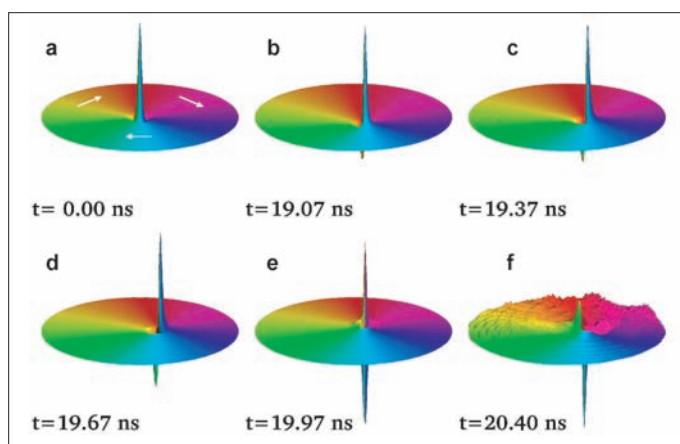 a
b
c
t= 0.00 ns
t=19.07 ns
t=19.37 ns
d
e
f
t=19.67 ns
t=19.97 ns
t=20.40 ns